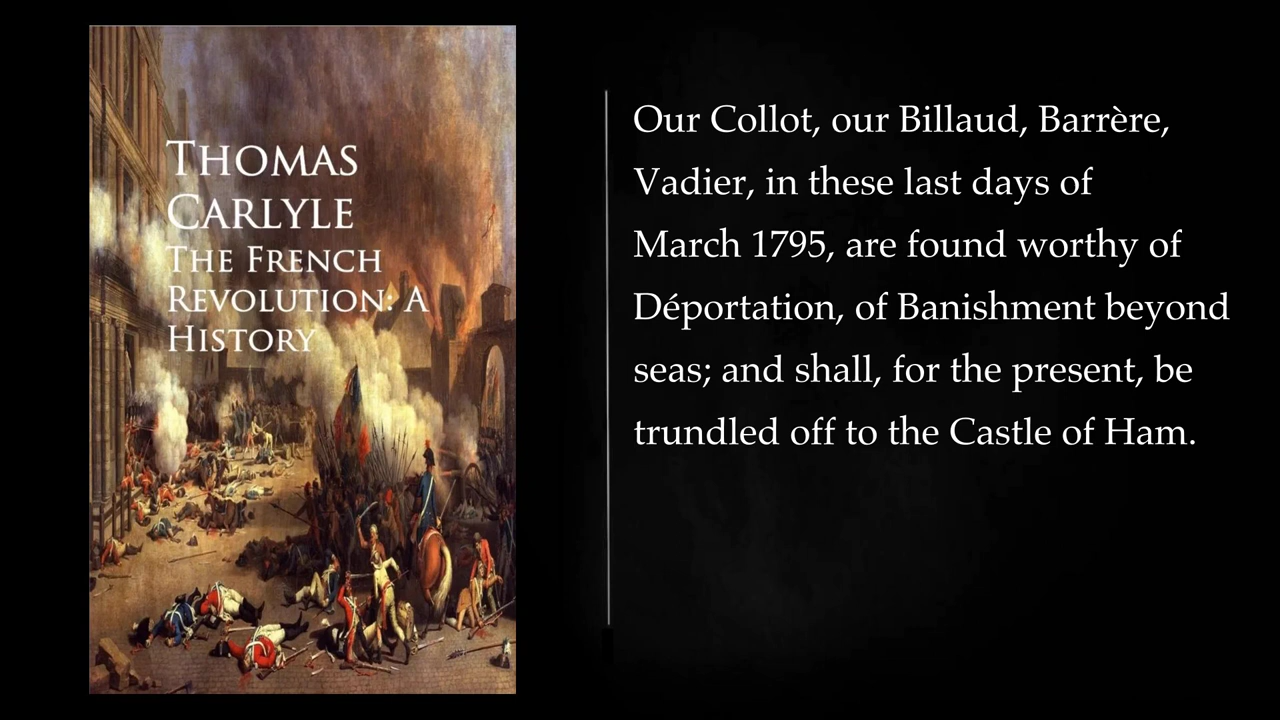 THOMAS
CARLYLE
THE FRENCH
REVOLUTION: A
HISTORY
Our Collot, our Billaud, Barrère,
Vadier, in these last days of
March 1795, are found worthy of
Déportation, of Banishment beyond
seas; and shall, for the present, be
trundled off to the Castle of Ham.